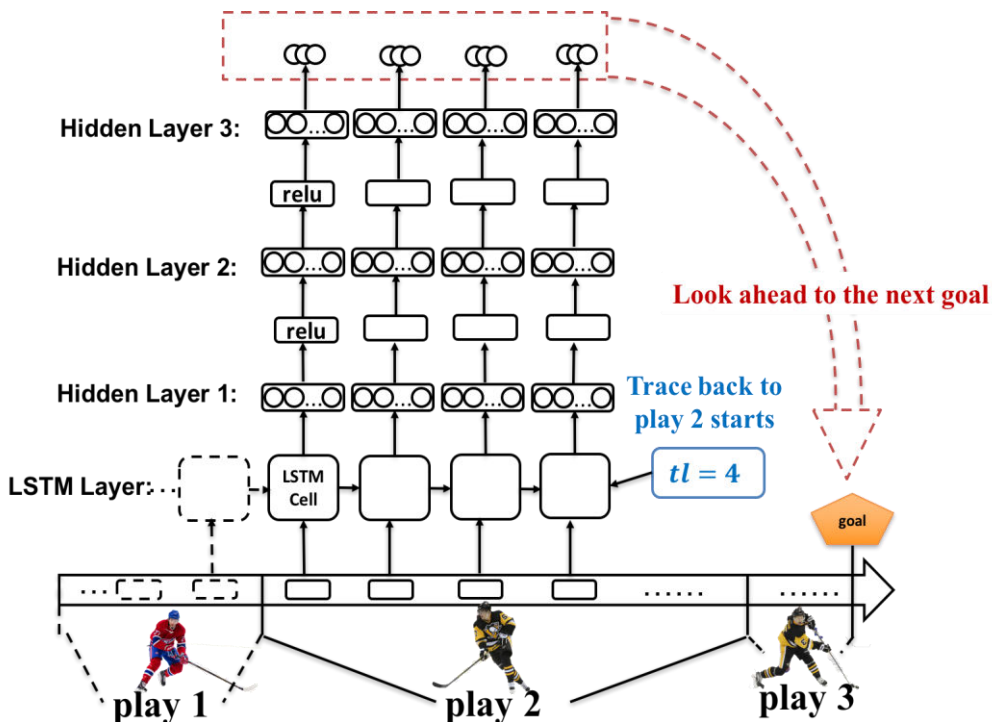 Hidden Layer 3:
relu
Hidden Layer 2:
Look ahead to the next goal
relu
Hidden Layer 1:
Trace back to
play 2 starts
LSTM Layer:...
LSTM
Cell
tl = 4
goal
...
......
......
play 1
play 2
play 3